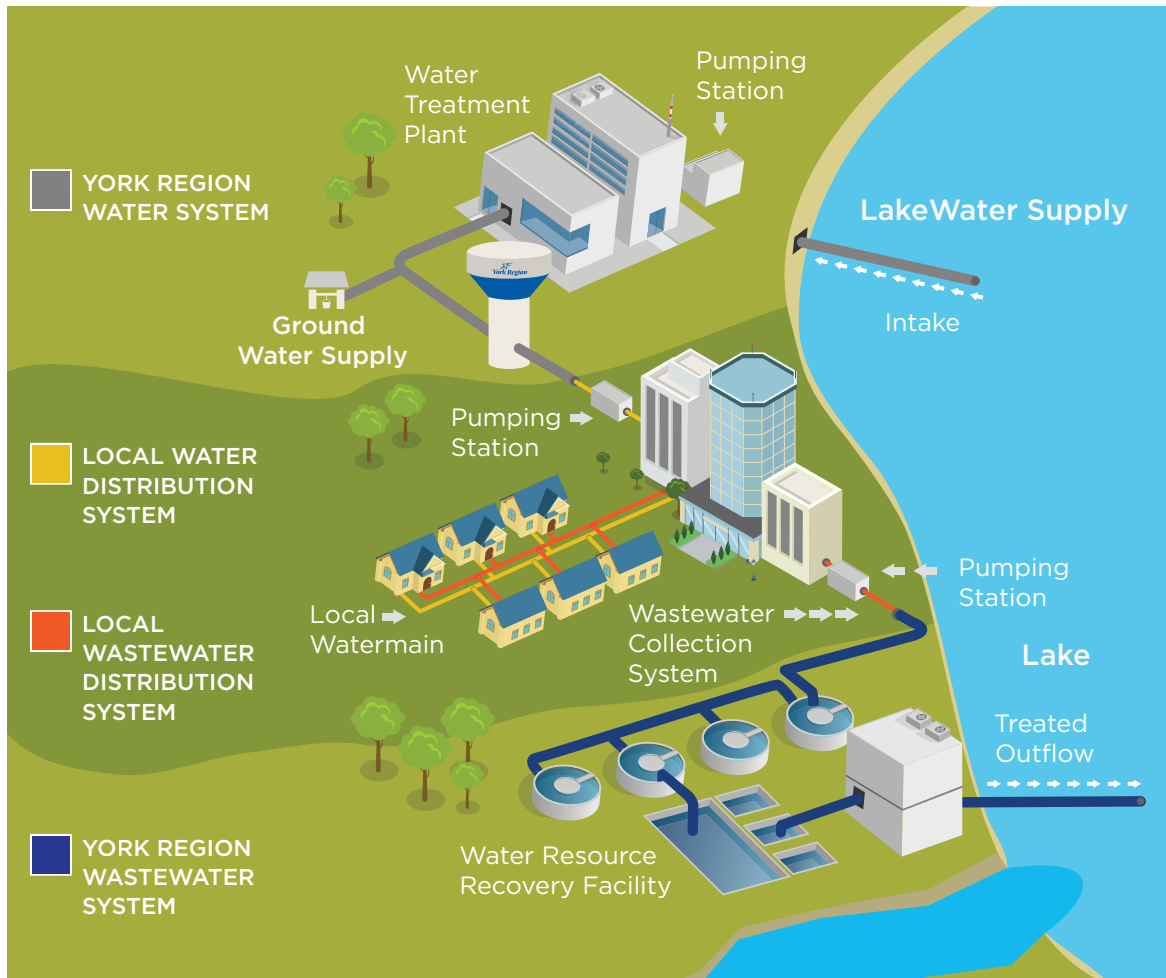 Water
Treatment
Plant
Pumping
Station
YORK REGION
WATER SYSTEM
LakeWater Supply
Intake
York Region
Ground
Water Supply
Pumping
Station
LOCAL WATER
DISTRIBUTION
SYSTEM
Local
Watermain
Wastewater
Collection
System
Pumping
Station
LOCAL
WASTEWATER
DISTRIBUTION
SYSTEM
Lake
Treated
Outflow
Water Resource
Recovery Facility
YORK REGION
WASTEWATER
SYSTEM